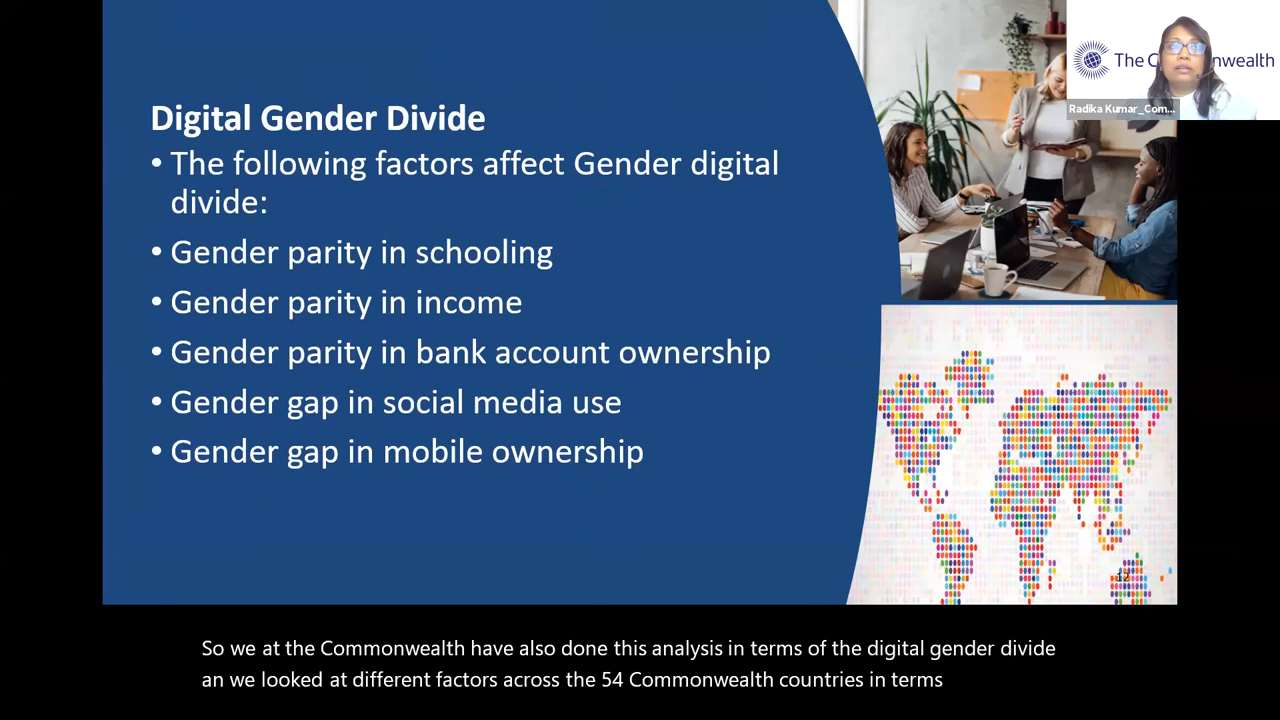 Digital Gender Divide
• The following factors affect Gender digital
divide:
• Gender parity in schooling
• Gender parity in income
• Gender parity in bank account ownership
• Gender gap in social media use
• Gender gap in mobile ownership
The C nwealth
Radika Kumar_Com...
12
So we at the Commonwealth have also done this analysis in terms of the digital gender divide
an we looked at different factors across the 54 Commonwealth countries in terms